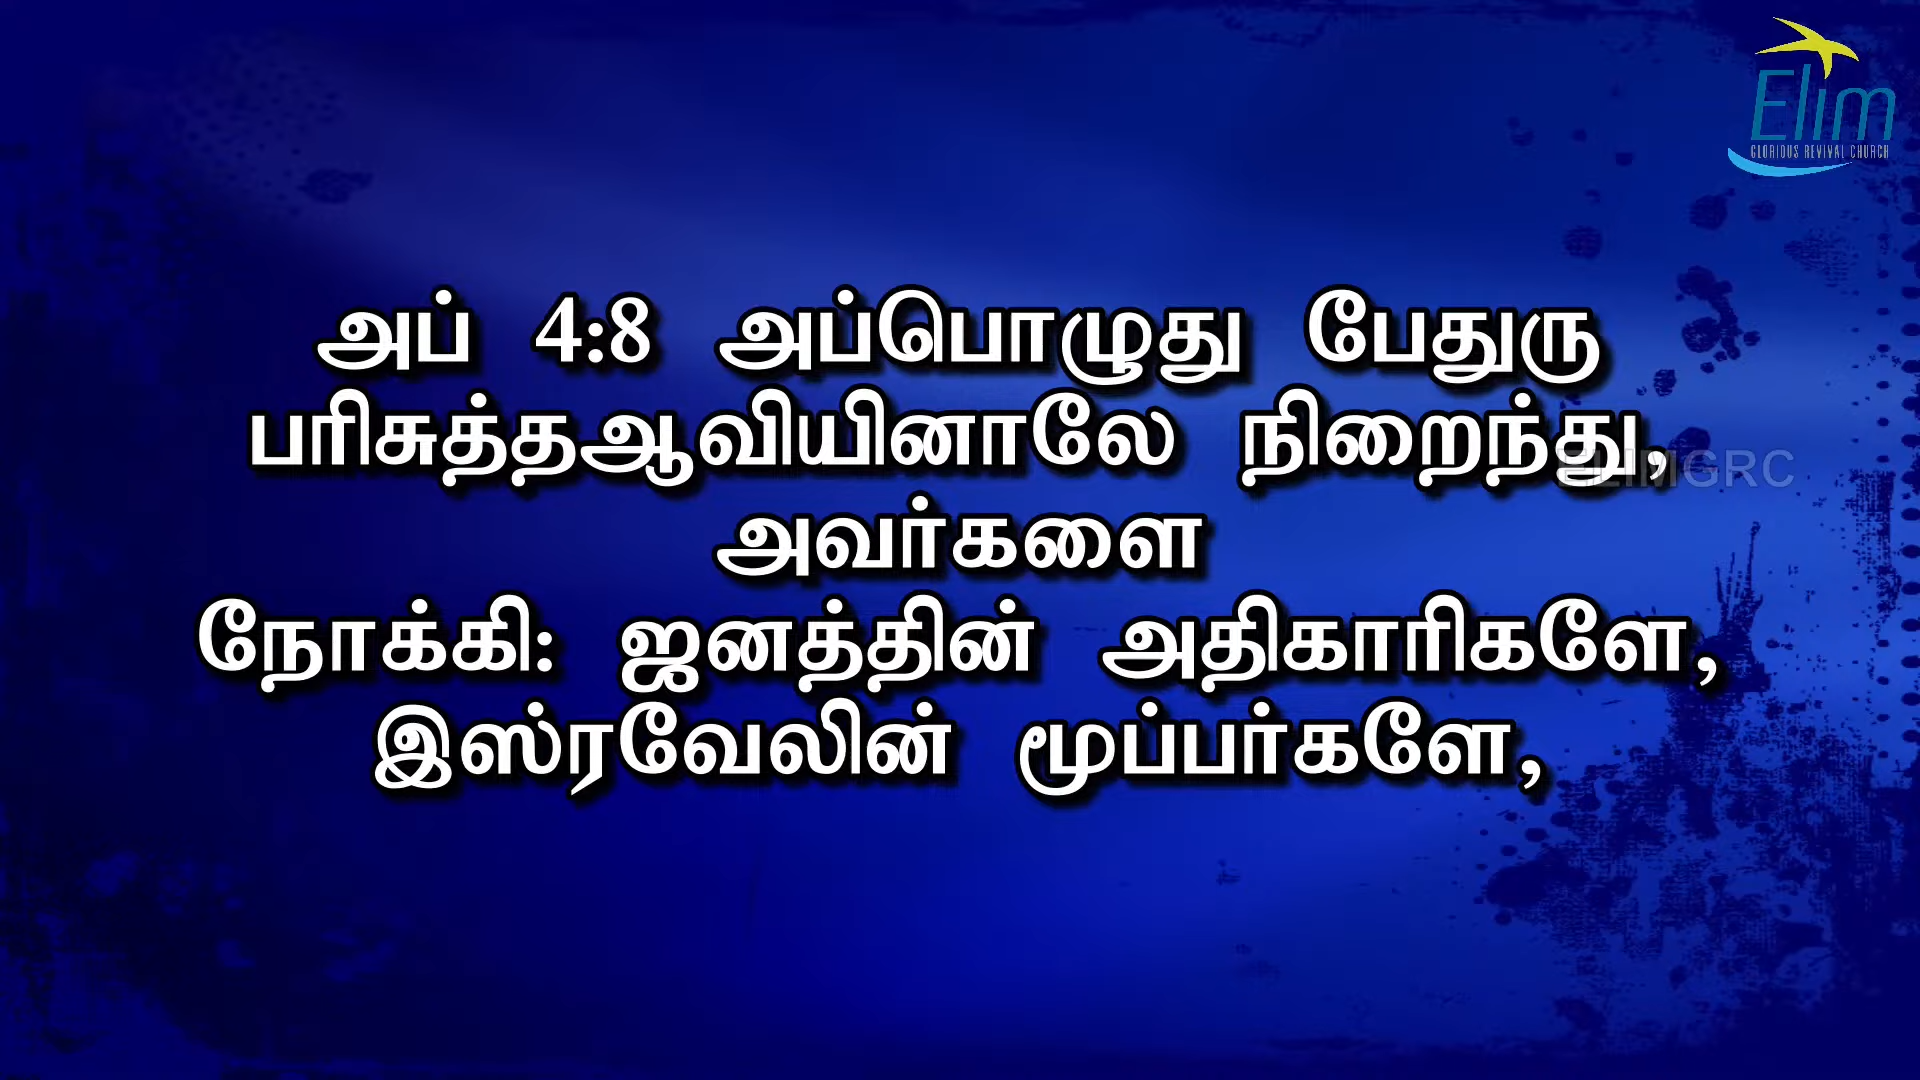 Elim
GLORIOUS REVIVAL CHURCH
அப் 4:8 அப்பொழுது பேதுரு
பரிசுத்தஆவியினாலே நிறைந்து,
ELIMGRC
அவர்களை
நோக்கி: ஜனத்தின் அதிகாரிகளே,
இஸ்ரவேலின் மூப்பர்களே,